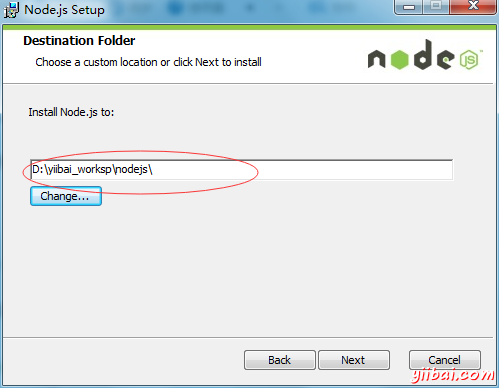 Node.js Setup
Destination Folder
Choose a custom location or click Next to install
node
JS
Install Node.js to:
D:\yiibai_worksp\nodejs\
Change...
Back
Next
Cancel
yiibai.com